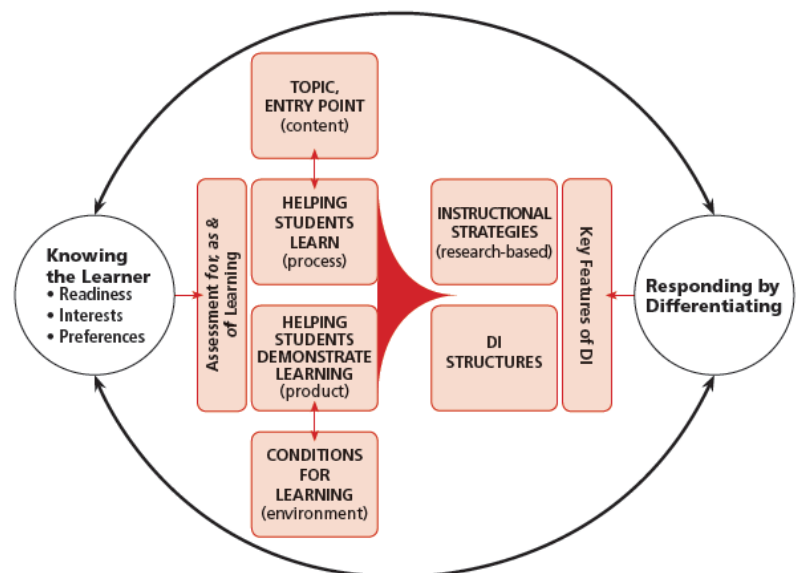 TOPIC,
ENTRY POINT
(content)
Knowing
the Learner
• Readiness
• Interests
• Preferences
Assessment for, as &
of Learning
HELPING
STUDENTS
LEARN
(process)
HELPING
STUDENTS
DEMONSTRATE
LEARNING
(product)
CONDITIONS
FOR
LEARNING
(environment)
INSTRUCTIONAL
STRATEGIES
(research-based)
DI
STRUCTURES
Key Features of DI
Responding by
Differentiating